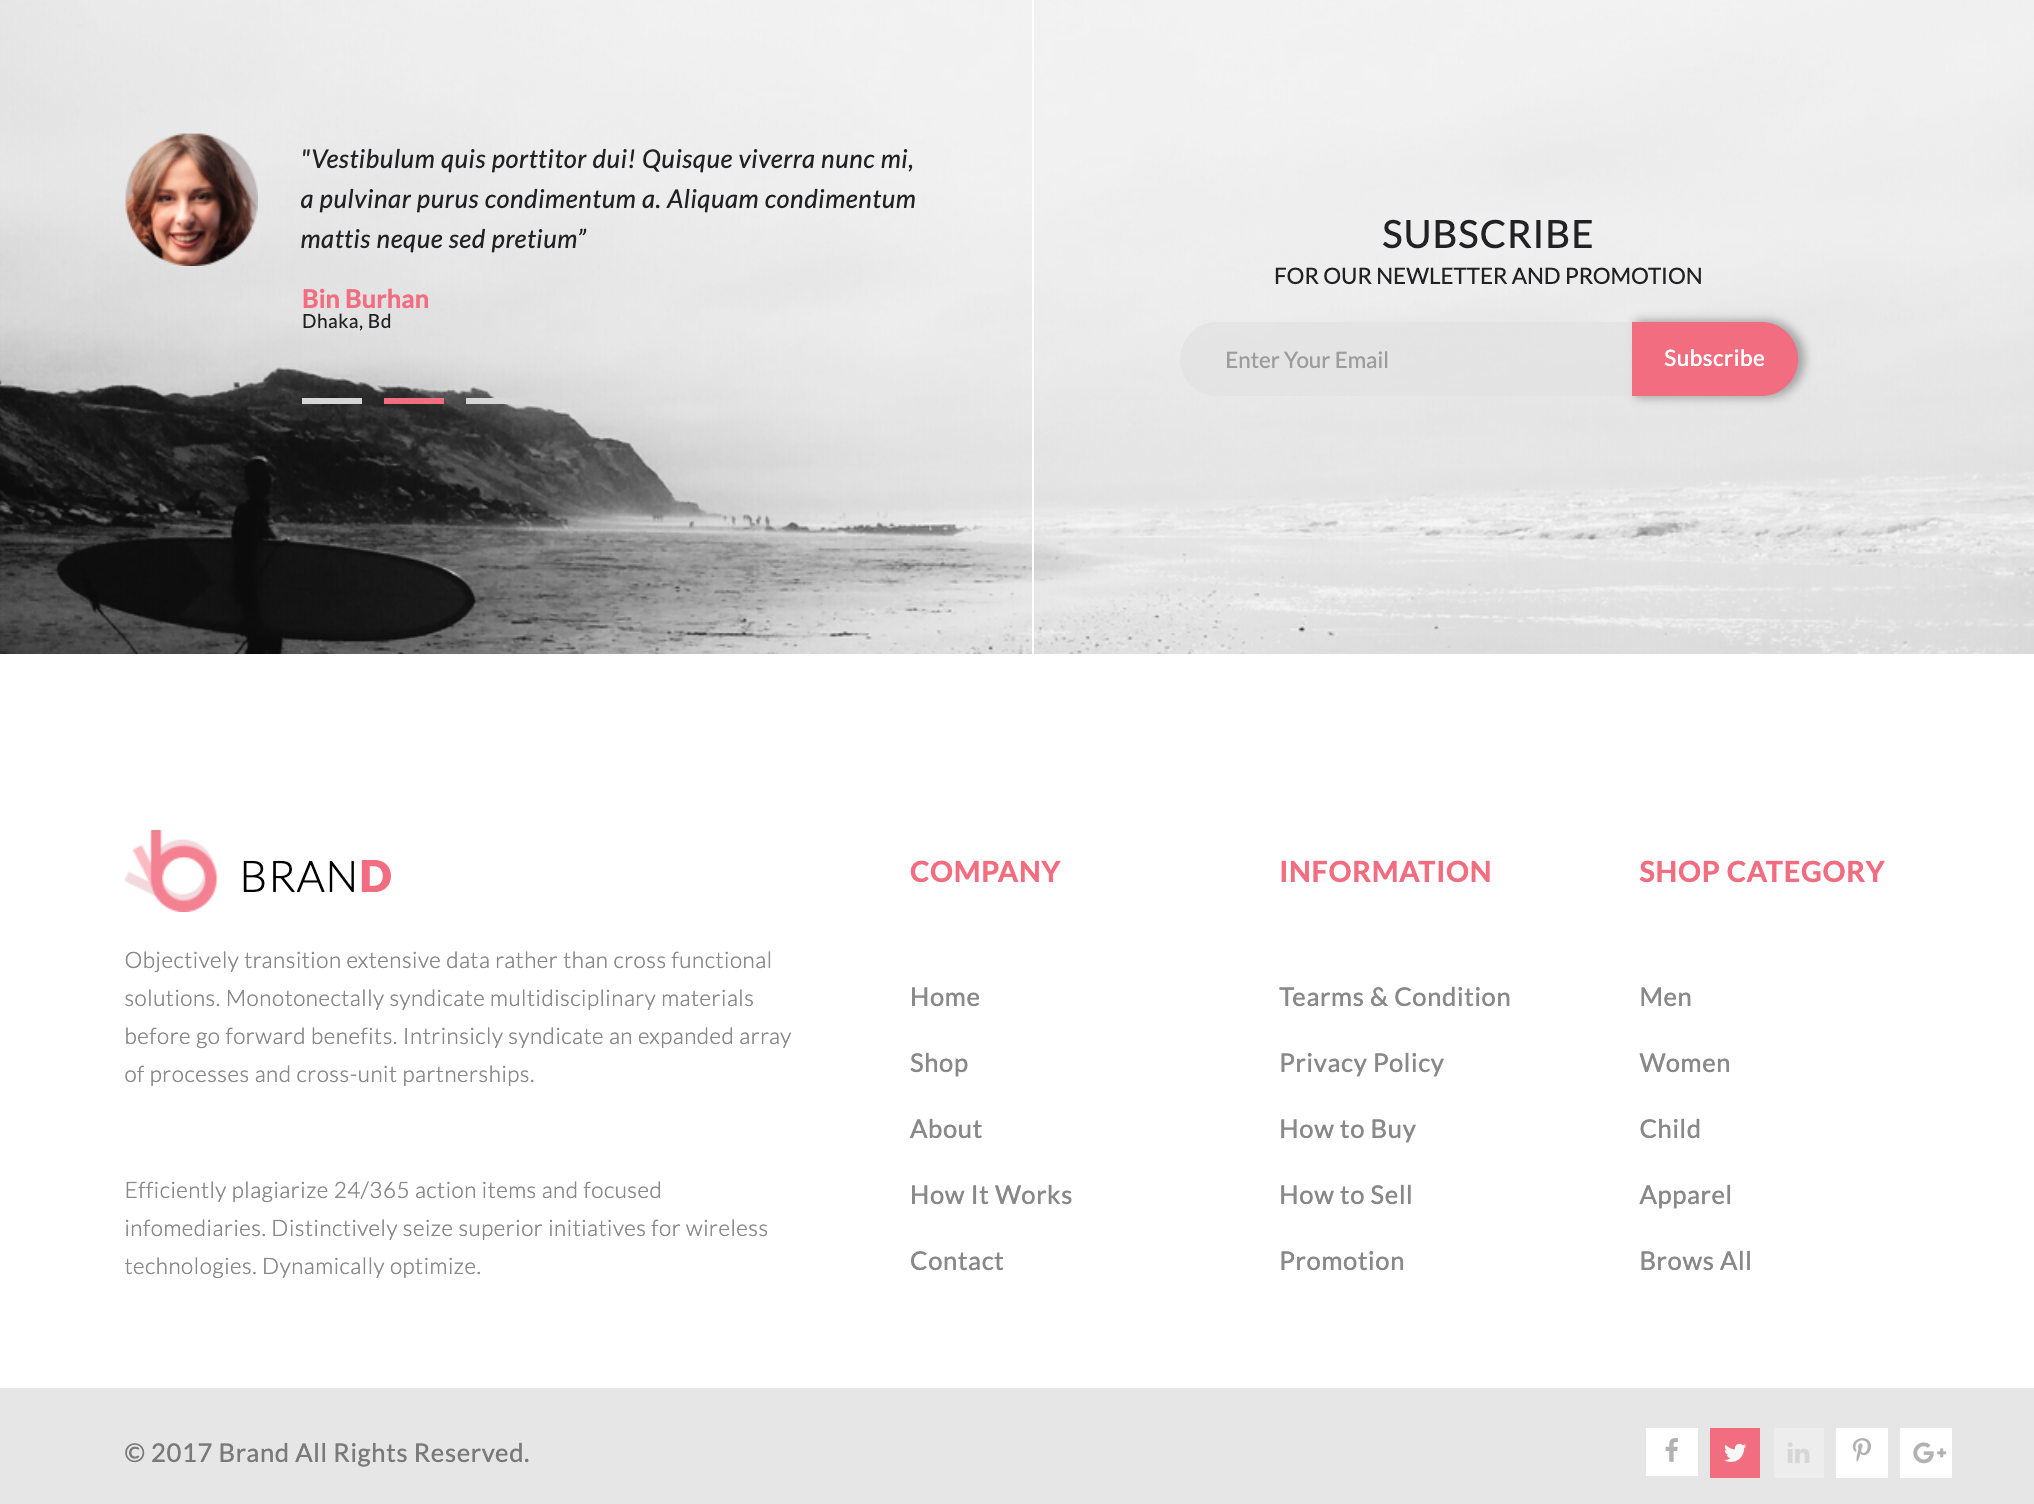 "Vestibulum quis porttitor dui! Quisque viverra nunc mi,
a pulvinar purus condimentum a. Aliquam condimentum
mattis neque sed pretium”
Bin Burhan
Dhaka, Bd
SUBSCRIBE
FOR OUR NEWLETTER AND PROMOTION
Enter Your Email
Subscribe
BRAND
Objectively transition extensive data rather than cross functional
solutions. Monotonectally syndicate multidisciplinary materials
before go forward benefits. Intrinsicly syndicate an expanded array
of processes and cross-unit partnerships.
Efficiently plagiarize 24/365 action items and focused
infomediaries. Distinctively seize superior initiatives for wireless
technologies. Dynamically optimize.
COMPANY
Home
Shop
About
How It Works
Contact
INFORMATION
Tearms & Condition
Privacy Policy
How to Buy
How to Sell
Promotion
SHOP CATEGORY
Men
Women
Child
Apparel
Brows All
© 2017 Brand All Rights Reserved.